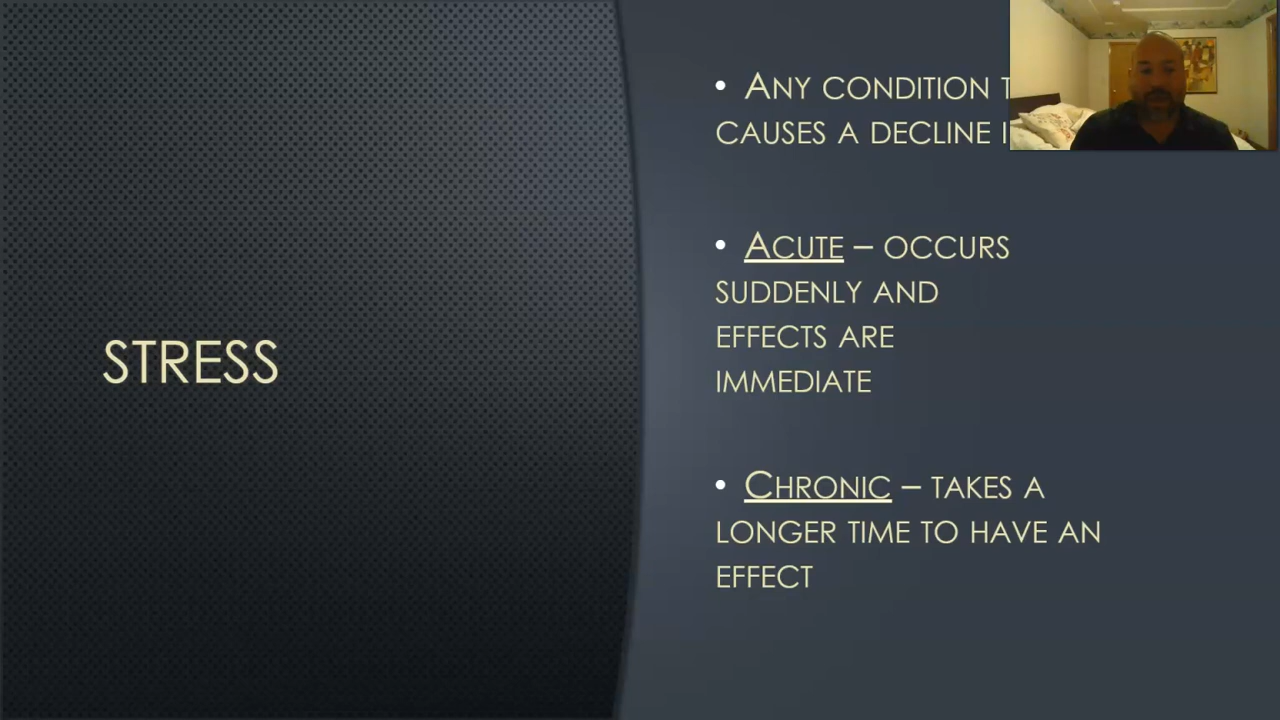 STRESS
• ANY CONDITION
CAUSES A DECLINE
• ACUTE – OCCURS
SUDDENLY AND
EFFECTS ARE
IMMEDIATE
• CHRONIC – TAKES A
LONGER TIME TO HAVE AN
EFFECT